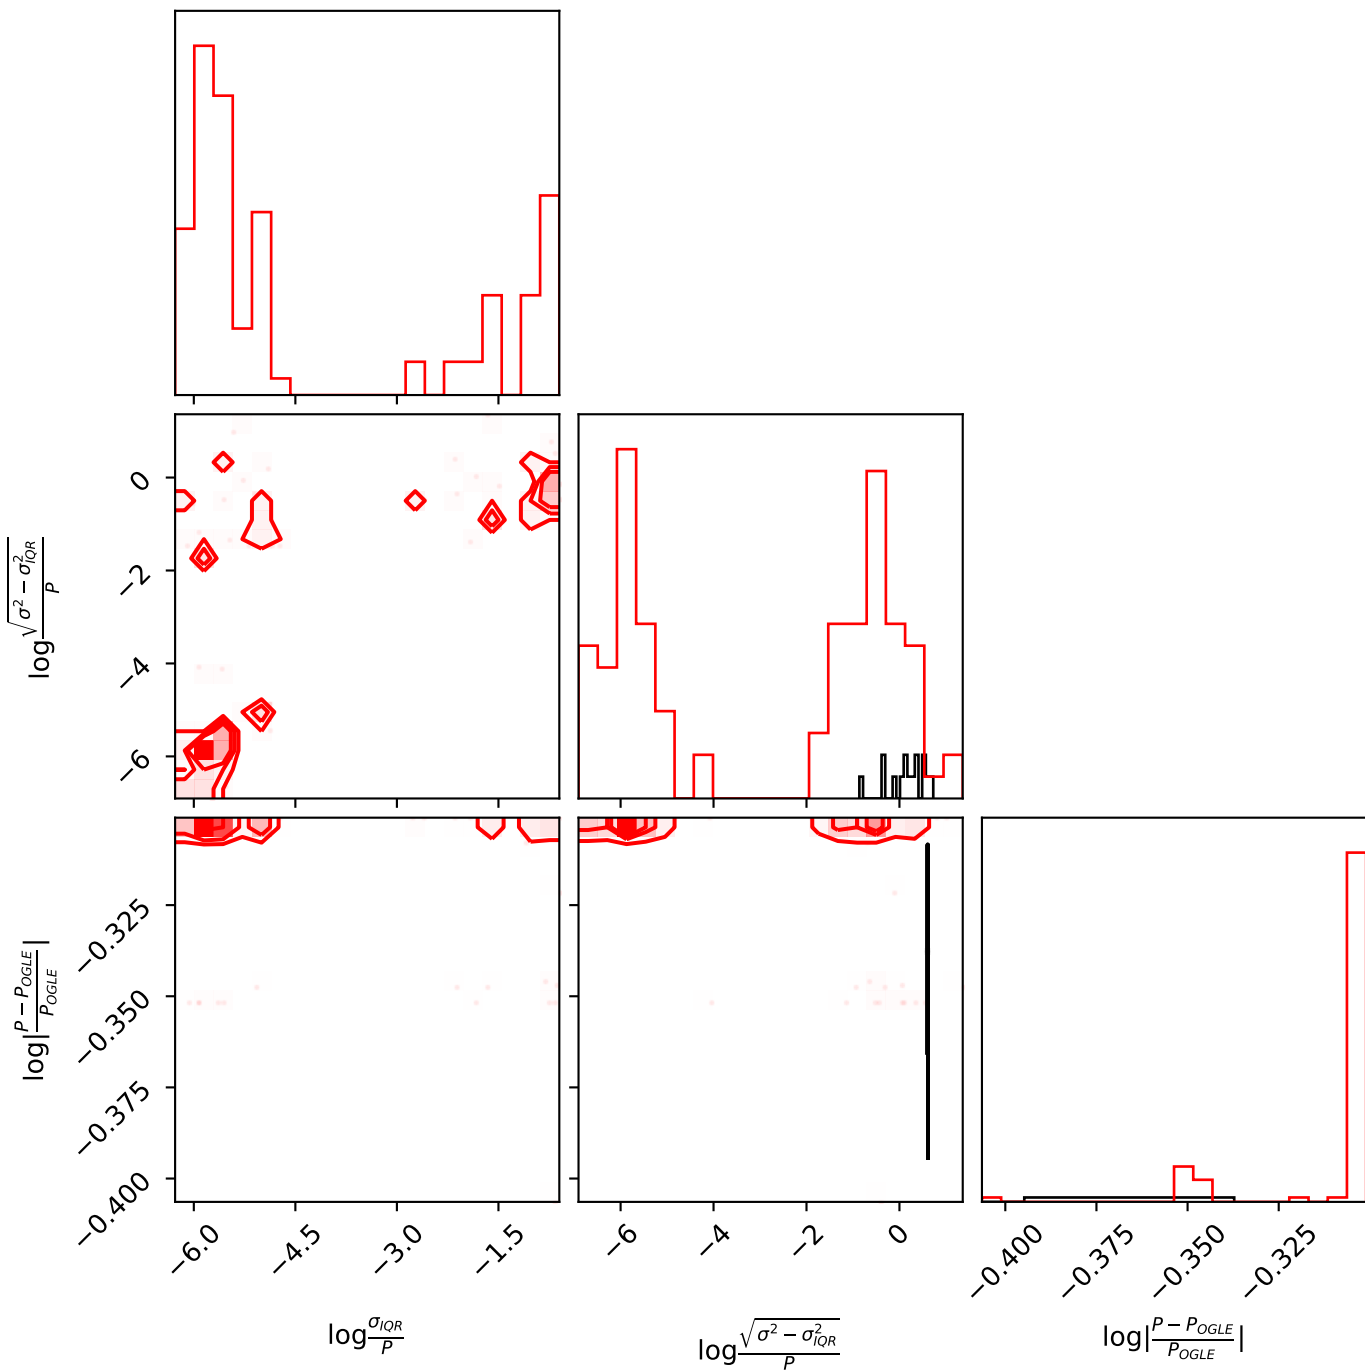 0
−2
−4
−6
log √(σ² − σ²_IQR) / P
−0.325
−0.350
−0.375
−0.400
log|(P − P_OGLE) / P_OGLE|
−6.0 −4.5 −3.0 −1.5
−6 −4 −2 0
−0.400 −0.375 −0.350 −0.325
log σ_IQR / P
log √(σ² − σ²_IQR) / P
log|(P − P_OGLE) / P_OGLE|